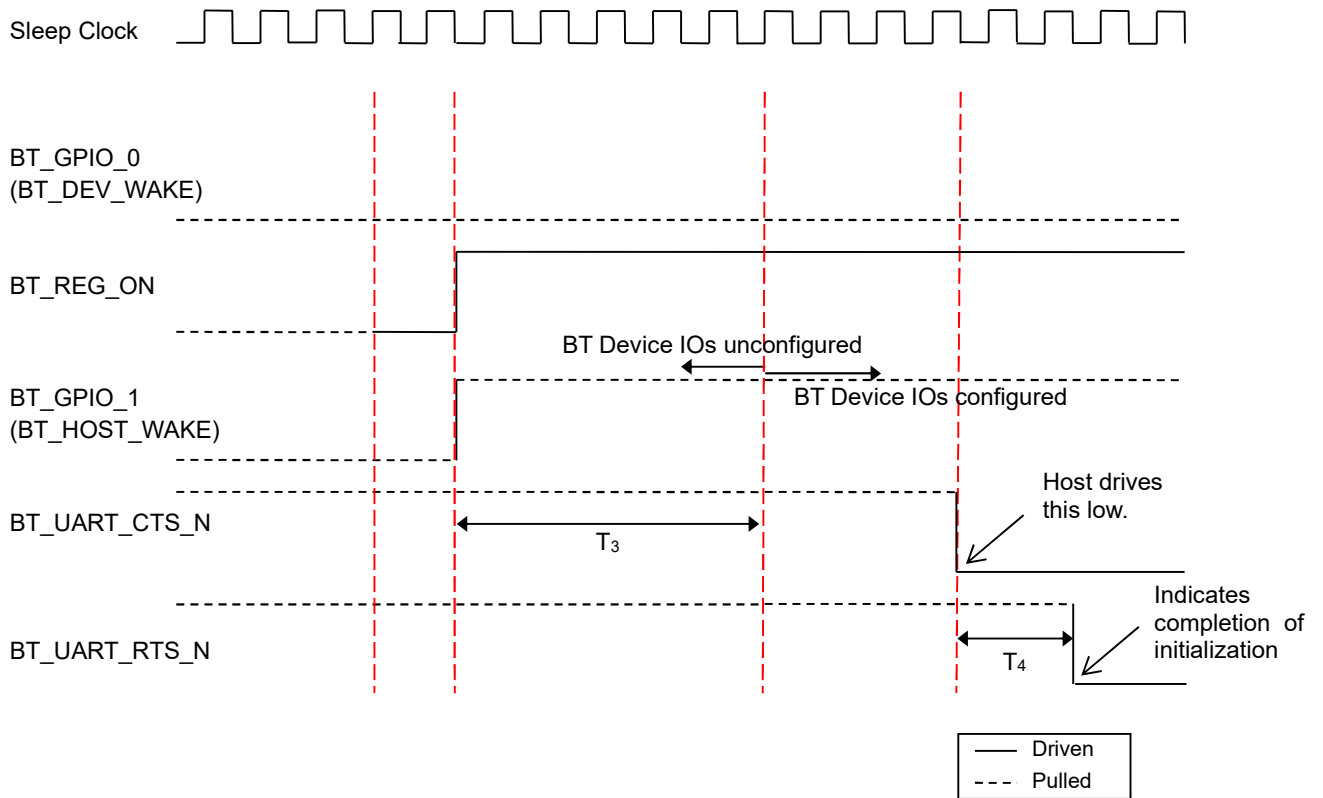 Sleep Clock
BT_GPIO_0
(BT_DEV_WAKE)
BT_REG_ON
BT Device IOs unconfigured
BT_GPIO_1
(BT_HOST_WAKE)
BT Device IOs configured
Host drives
this low.
BT_UART_CTS_N
T3
Indicates
completion of
initialization
BT_UART_RTS_N
T4
Driven
Pulled